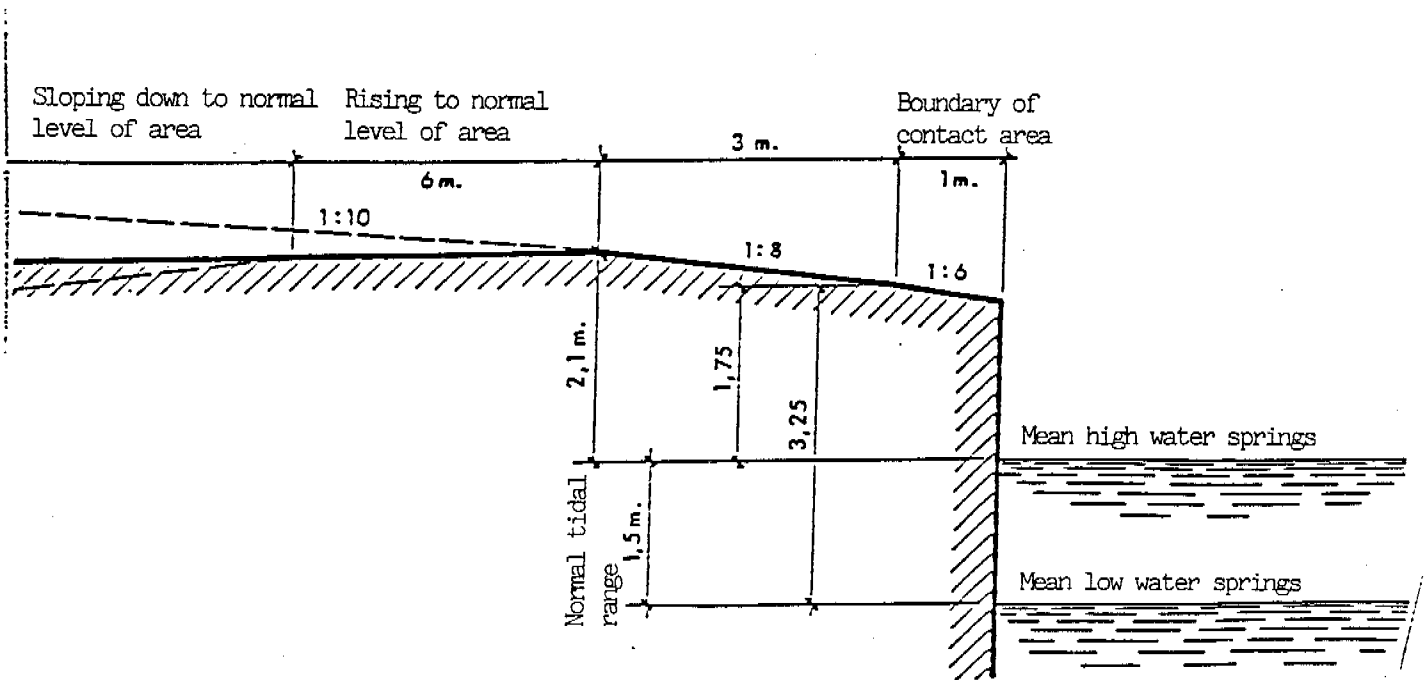 Sloping down to normal
level of area
Rising to normal
level of area
Boundary of
contact area
3 m.
6 m.
1 m.
1:10
1:8
1:6
2,1 m.
1,75
3,25
Mean high water springs
Normal tidal
range
1,5 m.
Mean low water springs